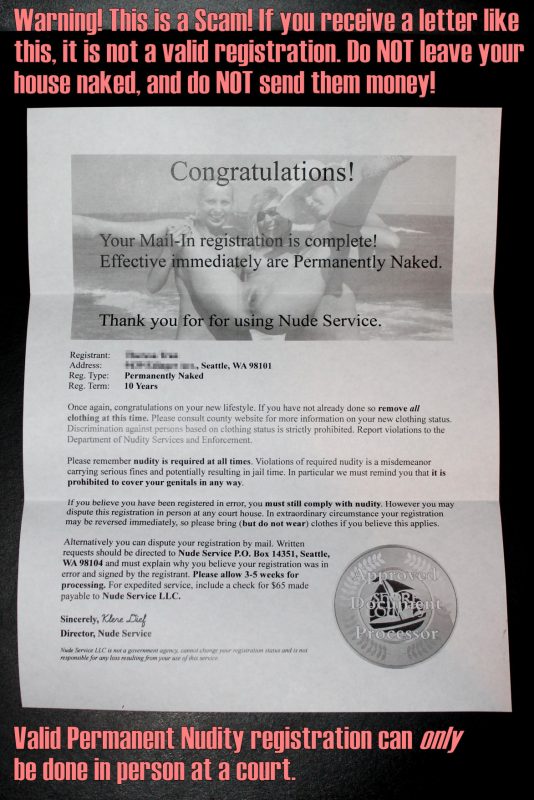 Warning! This is a Scam! If you receive a letter like
this, it is not a valid registration. Do NOT leave your
house naked, and do NOT send them money!
Congratulations!
Your Mail-In registration is complete!
Effective immediately are Permanently Naked.
Thank you for for using Nude Service.
Registrant:
Address: , Seattle, WA 98101
Reg. Type: Permanently Naked
Reg. Term: 10 Years
Once again, congratulations on your new lifestyle. If you have not already done so remove all
clothing at this time. Please consult county website for more information on your new clothing status.
Discrimination against persons based on clothing status is strictly prohibited. Report violations to the
Department of Nudity Services and Enforcement.
Please remember nudity is required at all times. Violations of required nudity is a misdemeanor
carrying serious fines and potentially resulting in jail time. In particular we must remind you that it is
prohibited to cover your genitals in any way.
If you believe you have been registered in error, you must still comply with nudity. However you may
dispute this registration in person at any court house. In extraordinary circumstance your registration
may be reversed immediately, so please bring (but do not wear) clothes if you believe this applies.
Alternatively you can dispute your registration by mail. Written
requests should be directed to Nude Service P.O. Box 14351, Seattle,
WA 98104 and must explain why you believe your registration was in
error and signed by the registrant. Please allow 3-5 weeks for
processing. For expedited service, include a check for $65 made
payable to Nude Service LLC.
Approved
Document
Processor
Sincerely, Klere Dief
Director, Nude Service
Nude Service LLC is not a government agency, cannot change your registration status and is not
responsible for any loss resulting from your use of this service.
Valid Permanent Nudity registration can only
be done in person at a court.